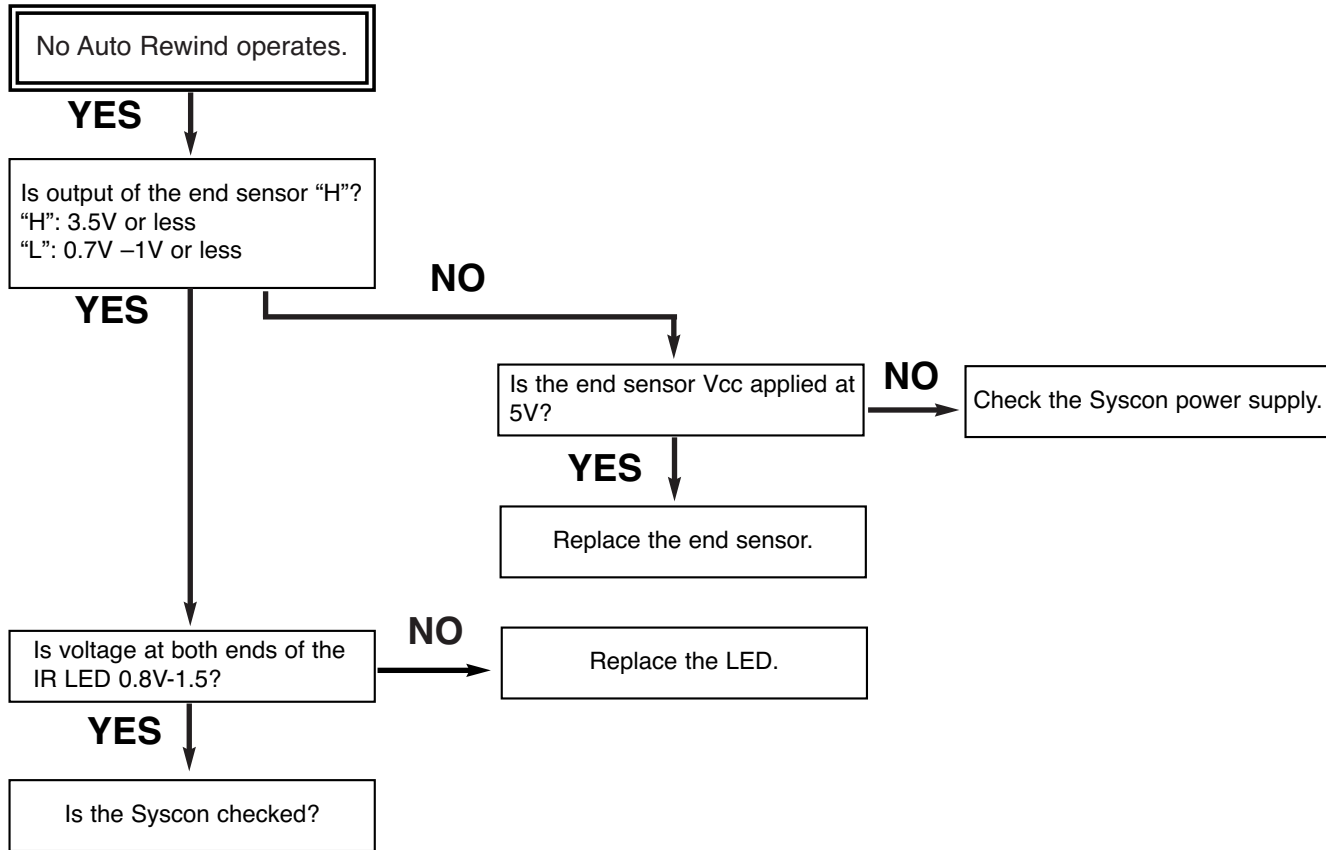 No Auto Rewind operates.
YES
Is output of the end sensor “H”?
“H”: 3.5V or less
“L”: 0.7V –1V or less
YES
NO
Is the end sensor Vcc applied at
5V?
NO
Check the Syscon power supply.
YES
Replace the end sensor.
Is voltage at both ends of the
IR LED 0.8V-1.5?
NO
Replace the LED.
YES
Is the Syscon checked?